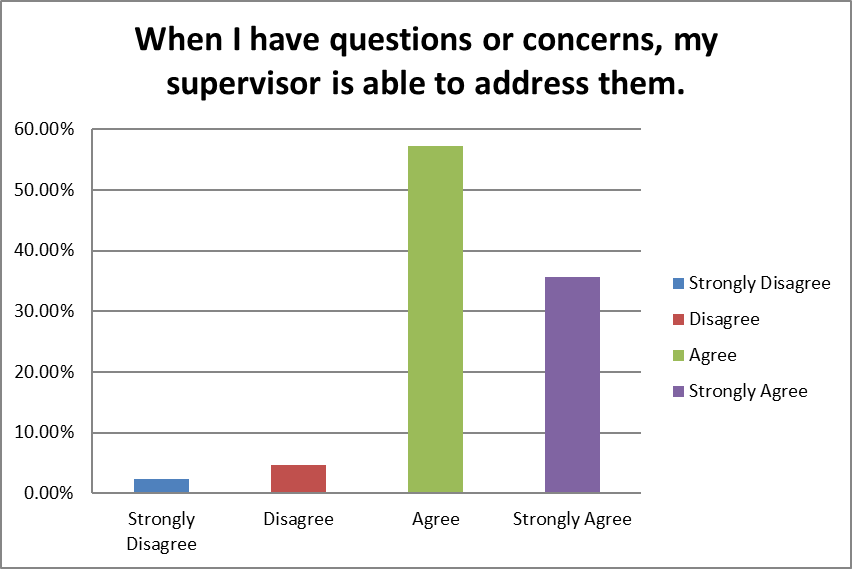 When I have questions or concerns, my
supervisor is able to address them.
60.00%
50.00%
40.00%
30.00%
20.00%
10.00%
0.00%
Strongly
Disagree
Disagree
Agree
Strongly Agree
Strongly Disagree
Disagree
Agree
Strongly Agree